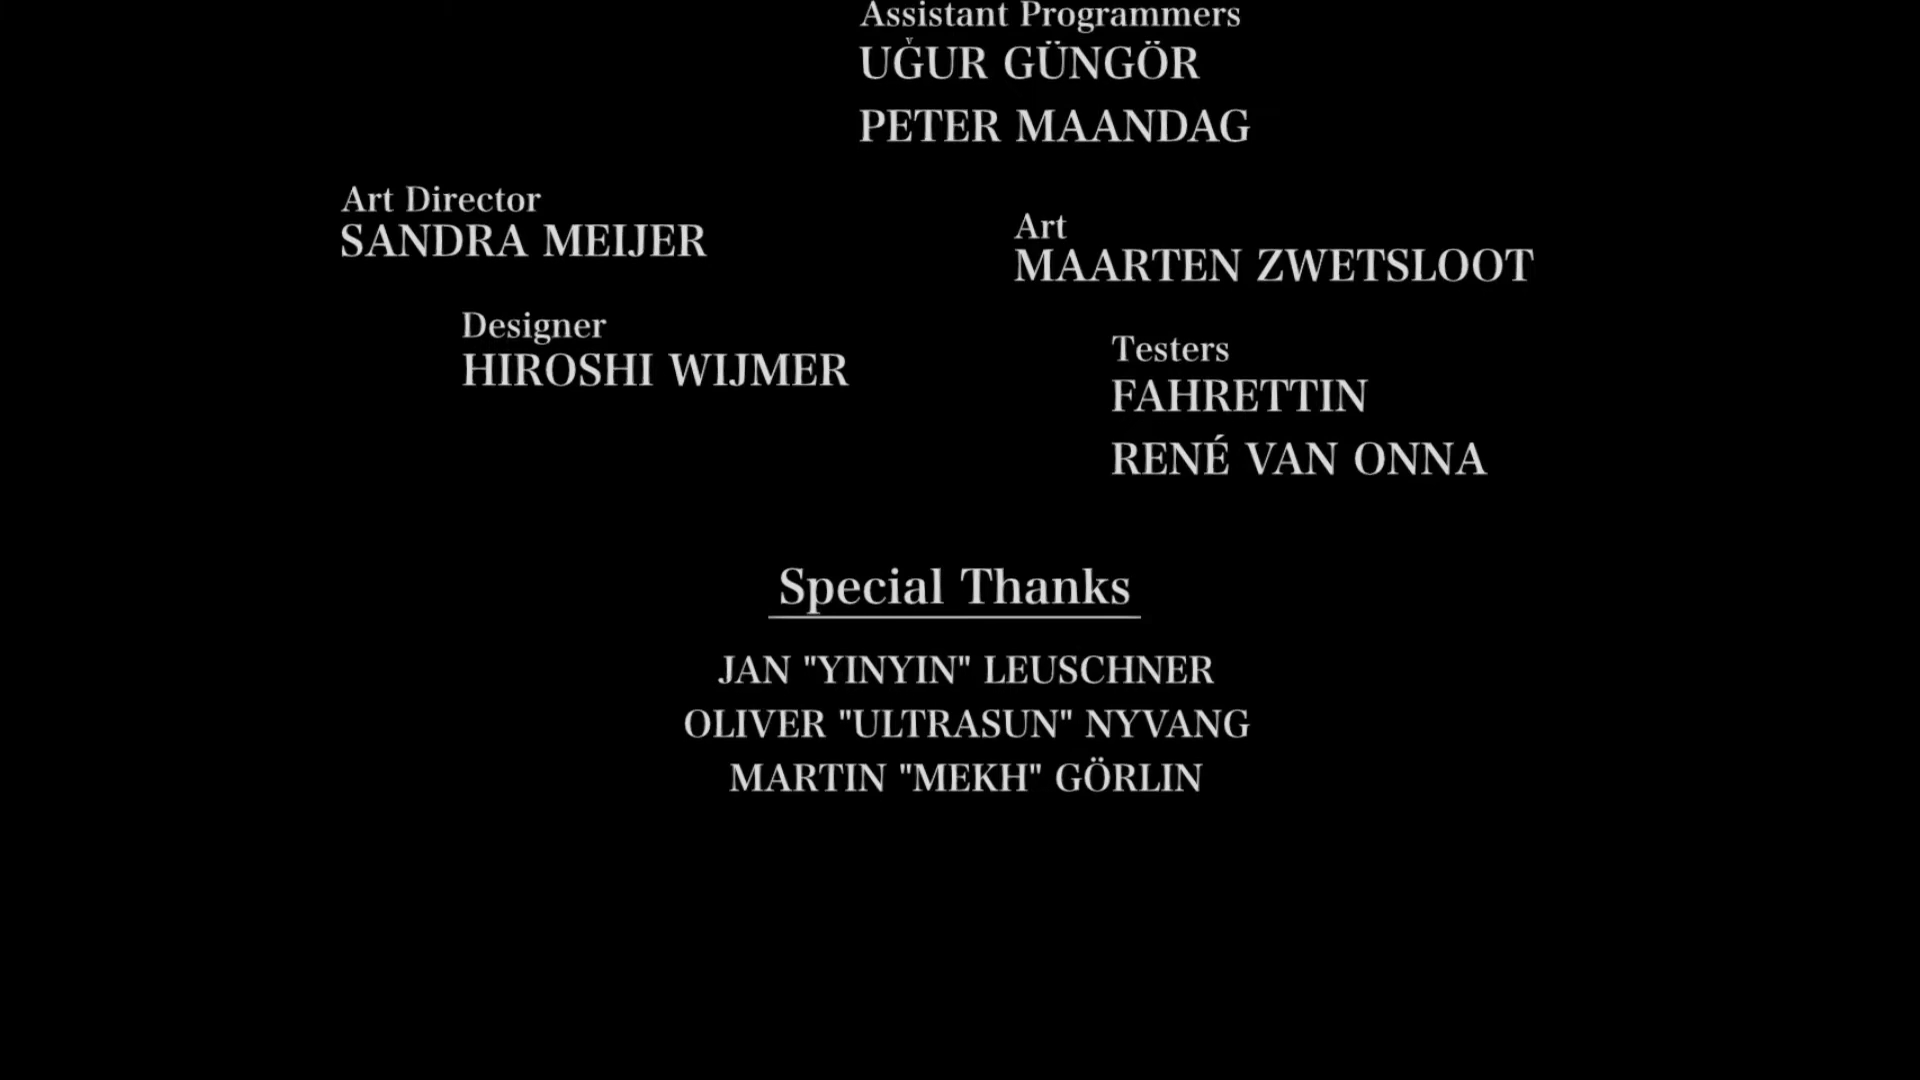 Assistant Programmers
UĞUR GÜNGÖR
PETER MAANDAG
Art Director
SANDRA MEIJER
Art
MAARTEN ZWETSLOOT
Designer
HIROSHI WIJMER
Testers
FAHRETTIN
RENÉ VAN ONNA
Special Thanks
JAN "YINYIN" LEUSCHNER
OLIVER "ULTRASUN" NYVANG
MARTIN "MEKH" GÖRLIN